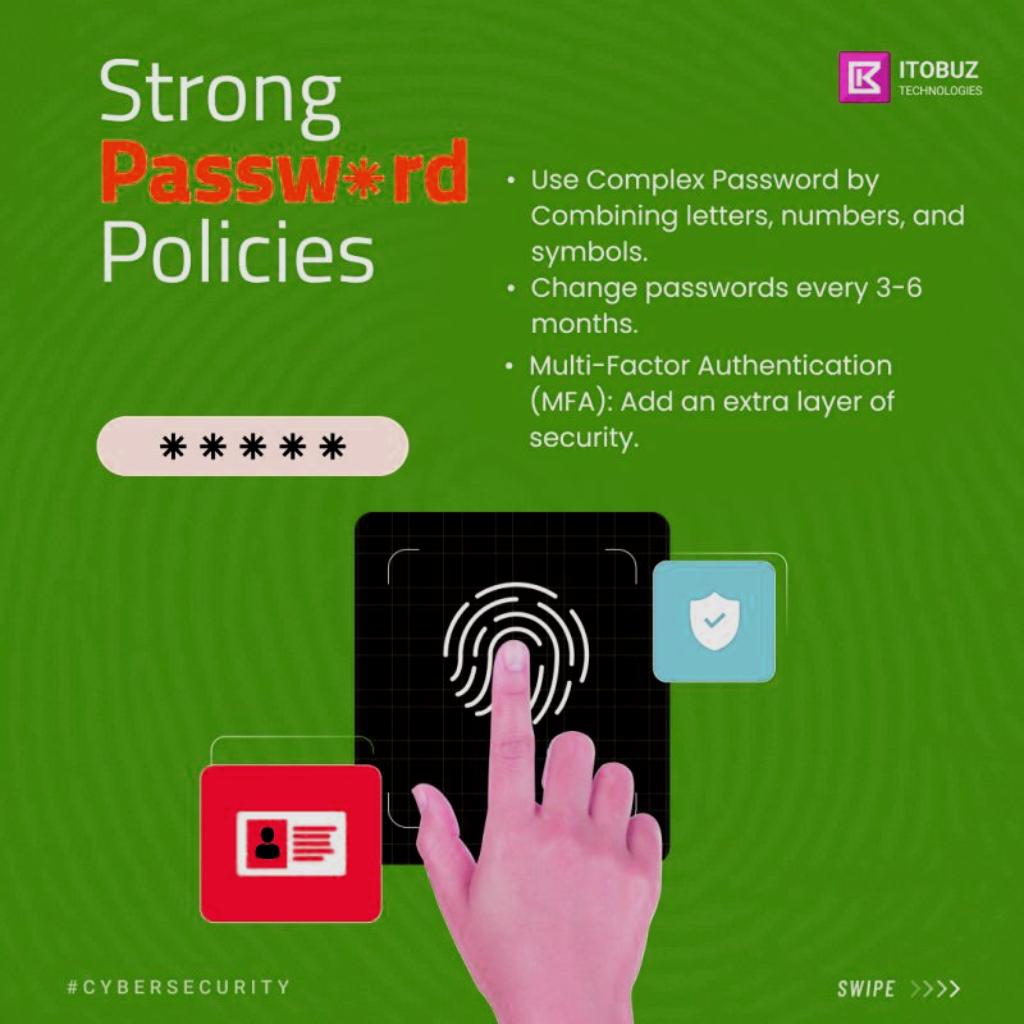 Strong
Passw*rd
Policies
ITOBUZ
TECHNOLOGIES
• Use Complex Password by
Combining letters, numbers, and
symbols.
• Change passwords every 3-6
months.
• Multi-Factor Authentication
(MFA): Add an extra layer of
security.
*****
#CYBERSECURITY
SWIPE >>>>